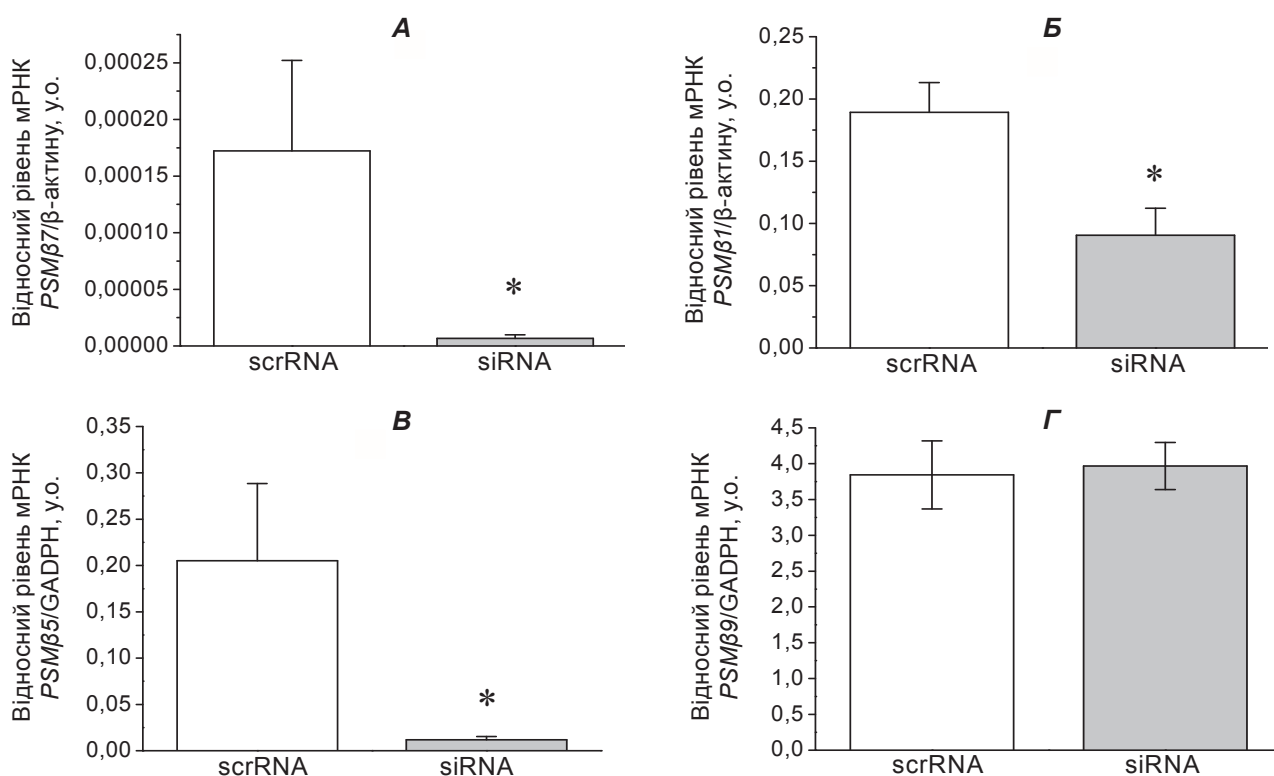 А
Відносний рівень мРНК
PSMβ7/β-актину, у.о.
0,00025
0,00020
0,00015
0,00010
0,00005
0,00000
*
scrRNA siRNA
Б
Відносний рівень мРНК
PSMβ1/β-актину, у.о.
0,25
0,20
0,15
0,10
0,05
0,00
*
scrRNA siRNA
В
Відносний рівень мРНК
PSMβ5/GADPH, у.о.
0,35
0,30
0,25
0,20
0,15
0,10
0,05
0,00
*
scrRNA siRNA
Г
Відносний рівень мРНК
PSMβ9/GADPH, у.о.
4,5
4,0
3,5
3,0
2,5
2,0
1,5
1,0
0,5
0,0
scrRNA siRNA